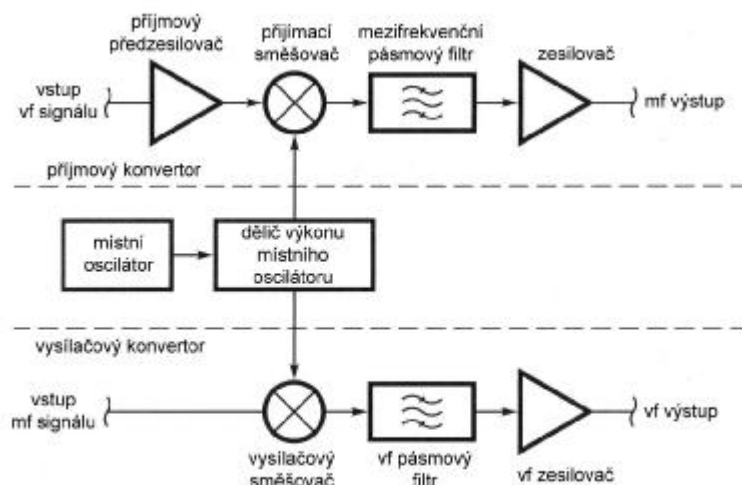 příjmový
předzesilovač
přijímací
směšovač
mezifrekvenční
pásmový filtr
zesilovač
vstup
vf signálu
mf výstup
příjmový konvertor
místní
oscilátor
dělič výkonu
místního
oscilátoru
vysílačový konvertor
vstup
mf signálu
vf výstup
vysílačový
směšovač
vf pásmový
filtr
vf zesilovač